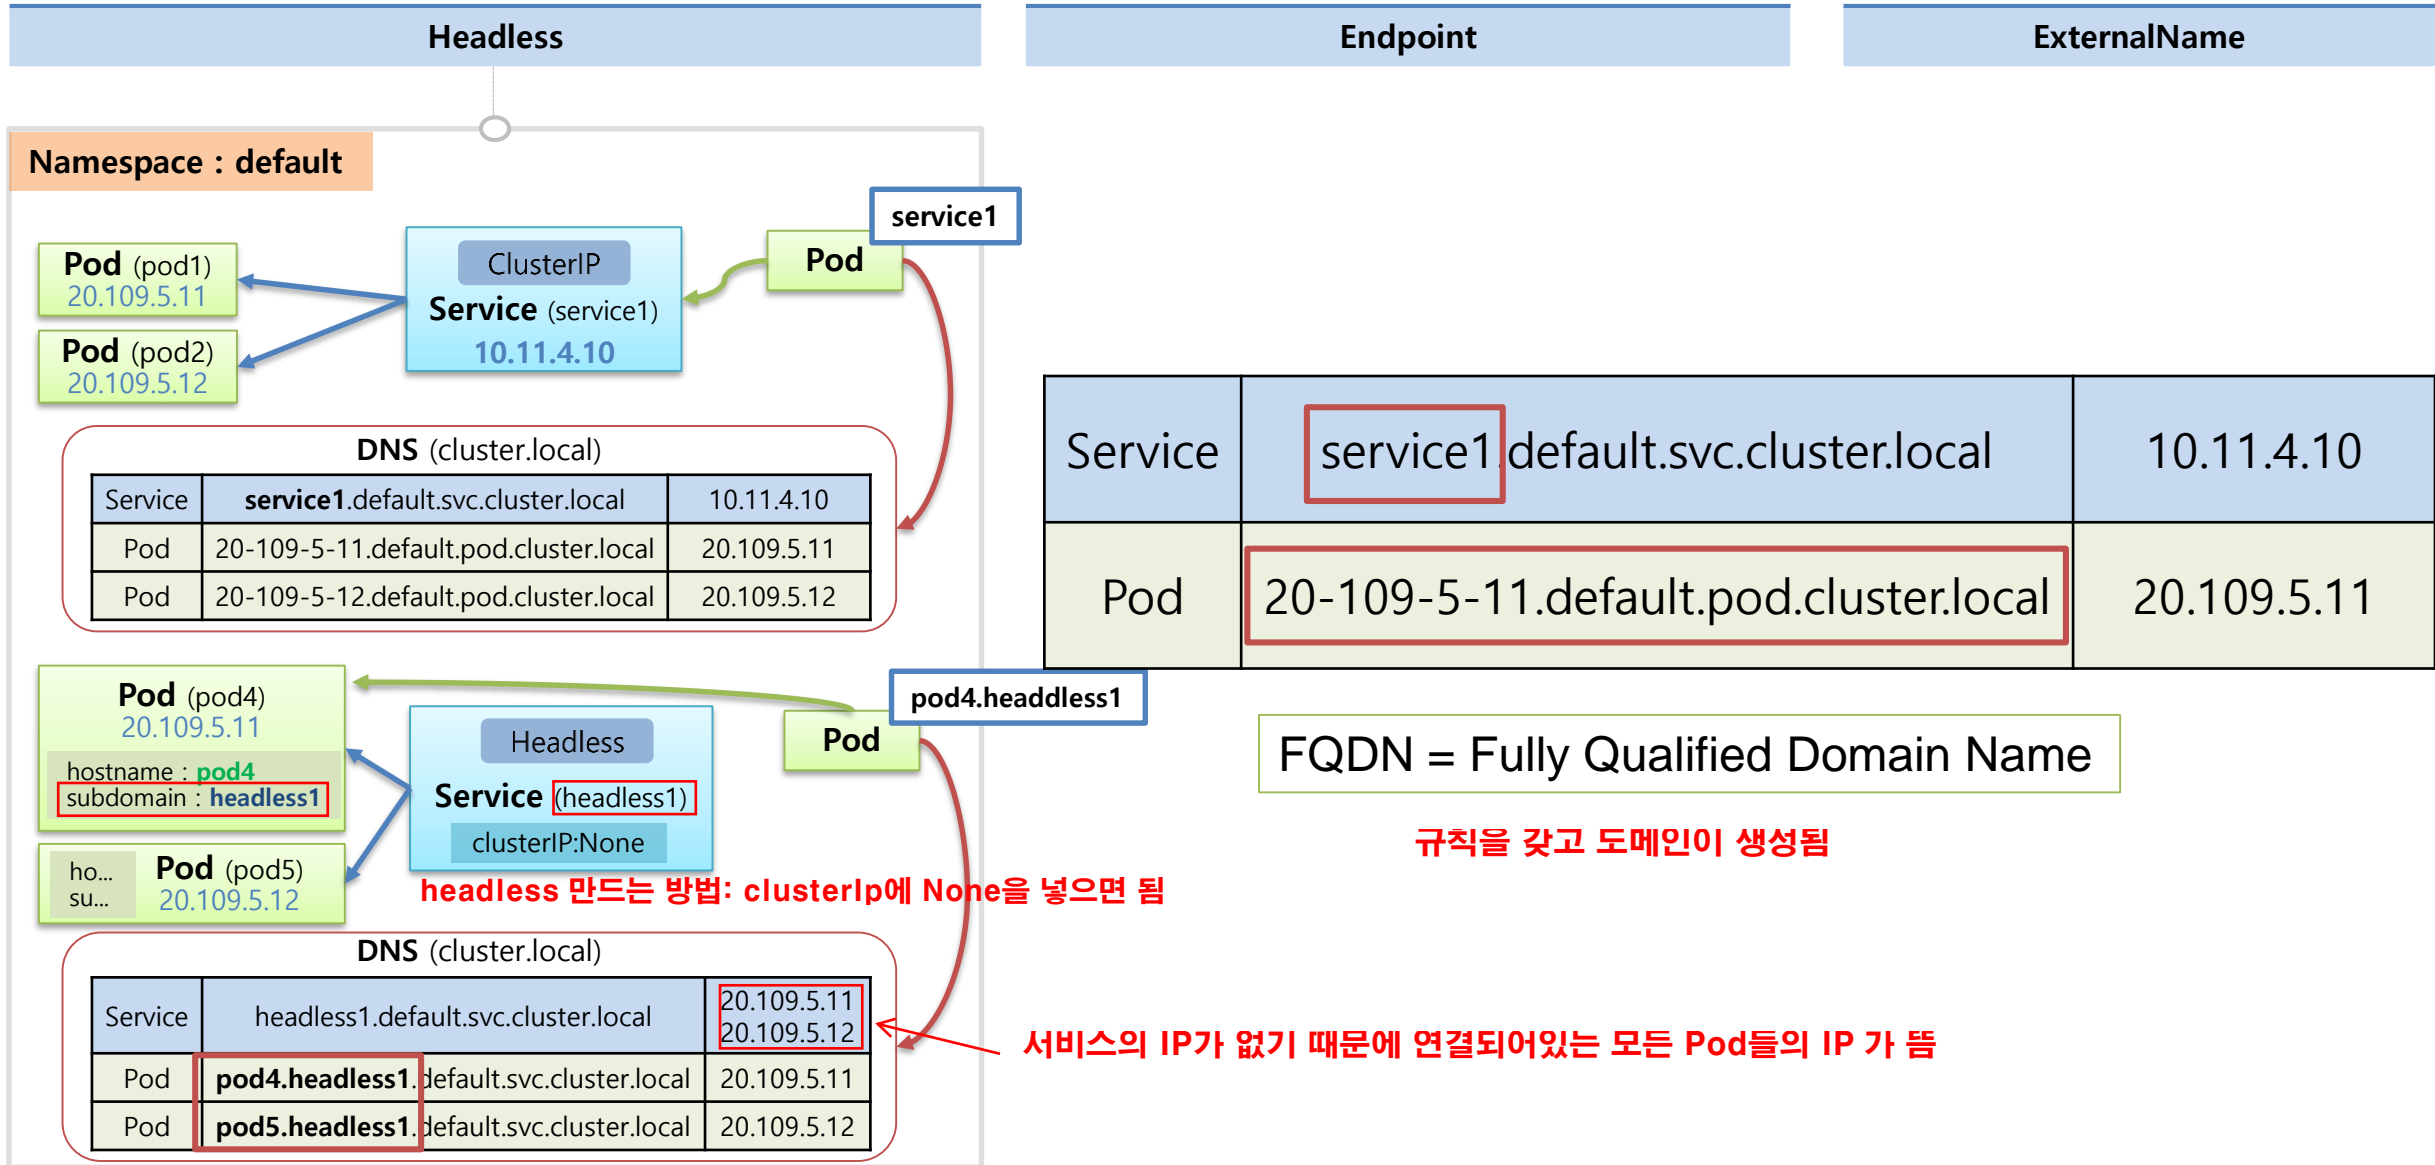 Headless
Endpoint
ExternalName
Namespace : default
service1
Pod (pod1)
20.109.5.11
Pod (pod2)
20.109.5.12
ClusterIP
Service (service1)
10.11.4.10
Pod
DNS (cluster.local)
Service service1.default.svc.cluster.local 10.11.4.10
Pod 20-109-5-11.default.pod.cluster.local 20.109.5.11
Pod 20-109-5-12.default.pod.cluster.local 20.109.5.12
Service service1.default.svc.cluster.local 10.11.4.10
Pod 20-109-5-11.default.pod.cluster.local 20.109.5.11
FQDN = Fully Qualified Domain Name
규칙을 갖고 도메인이 생성됨
Pod (pod4)
20.109.5.11
hostname : pod4
subdomain : headless1
ho...
su...
Pod (pod5)
20.109.5.12
Headless
Service (headless1)
clusterIP:None
Pod
pod4.headdless1
headless 만드는 방법: clusterIp에 None을 넣으면 됨
DNS (cluster.local)
Service headless1.default.svc.cluster.local 20.109.5.11
20.109.5.12
Pod pod4.headless1.default.svc.cluster.local 20.109.5.11
Pod pod5.headless1.default.svc.cluster.local 20.109.5.12
서비스의 IP가 없기 때문에 연결되어있는 모든 Pod들의 IP 가 뜸